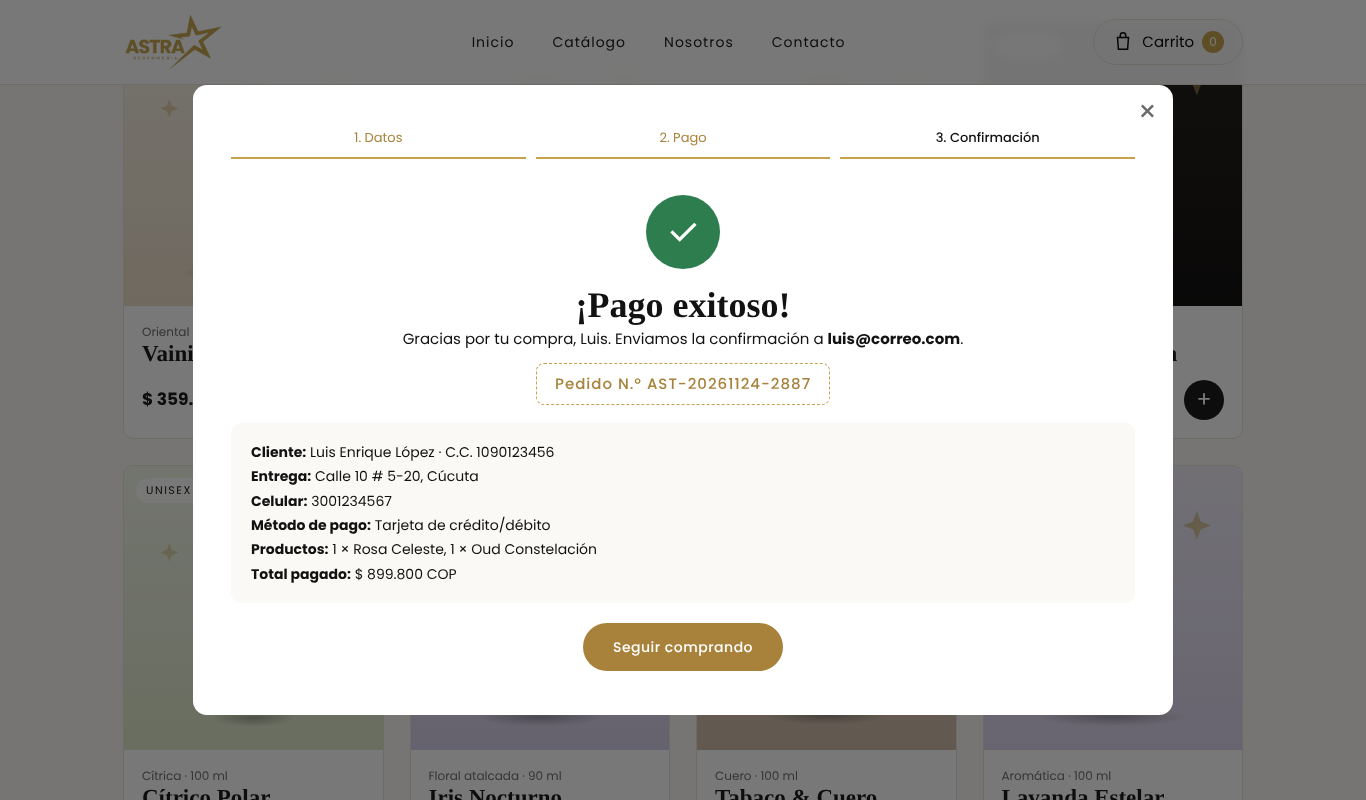 ASTRA
Inicio
Catálogo
Nosotros
Contacto
Carrito 0
1. Datos
2. Pago
3. Confirmación
¡Pago exitoso!
Gracias por tu compra, Luis. Enviamos la confirmación a luis@correo.com.
Pedido N.º AST-20261124-2887
Cliente: Luis Enrique López · C.C. 1090123456
Entrega: Calle 10 # 5-20, Cúcuta
Celular: 3001234567
Método de pago: Tarjeta de crédito/débito
Productos: 1 × Rosa Celeste, 1 × Oud Constelación
Total pagado: $ 899.800 COP
Seguir comprando
Oriental
$ 359.
UNISEX
Cítrica · 100 ml
Cítrico Polar
Floral atalcada · 90 ml
Iris Nocturno
Cuero · 100 ml
Tabaco & Cuero
Aromática · 100 ml
Lavanda Estelar